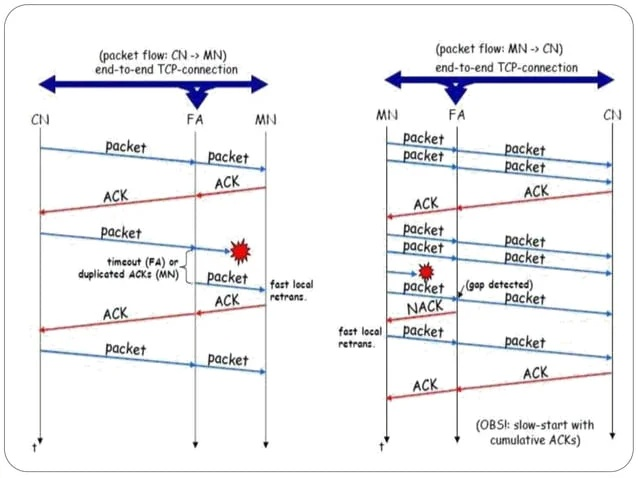 (packet flow: CN -> MN)
end-to-end TCP-connection
CN
FA
MN
packet
packet
ACK
ACK
packet
timeout (FA) or
duplicated ACKs (MN)
packet
fast local
retrans.
ACK
ACK
packet
packet
t
(packet flow: MN -> CN)
end-to-end TCP-connection
MN
FA
CN
packet
packet
packet
packet
ACK
ACK
packet
packet
packet
packet
packet
(gap detected)
packet
NACK
fast local
retrans.
packet
packet
ACK
ACK
(OBS!: slow-start with
cumulative ACKs)
t